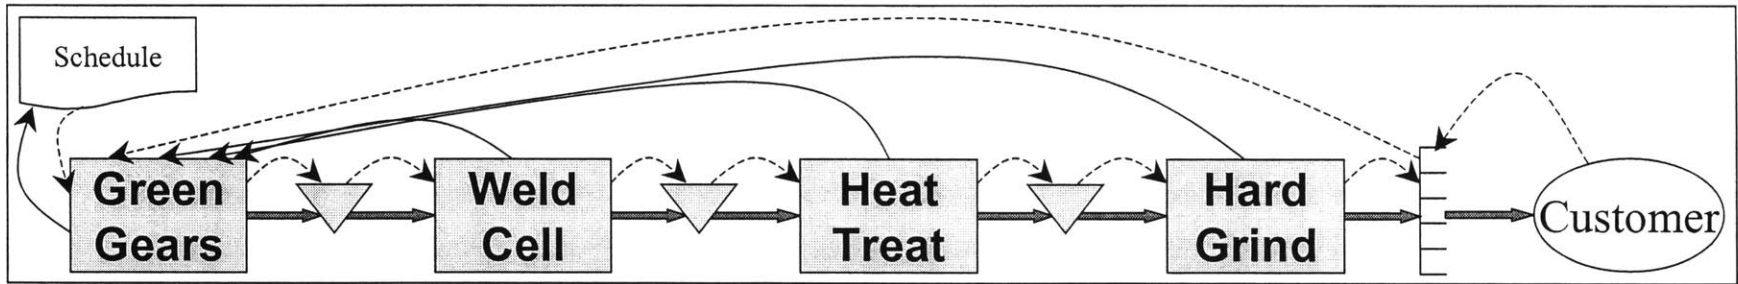 Schedule
Green
Gears
Weld
Cell
Heat
Treat
Hard
Grind
Customer